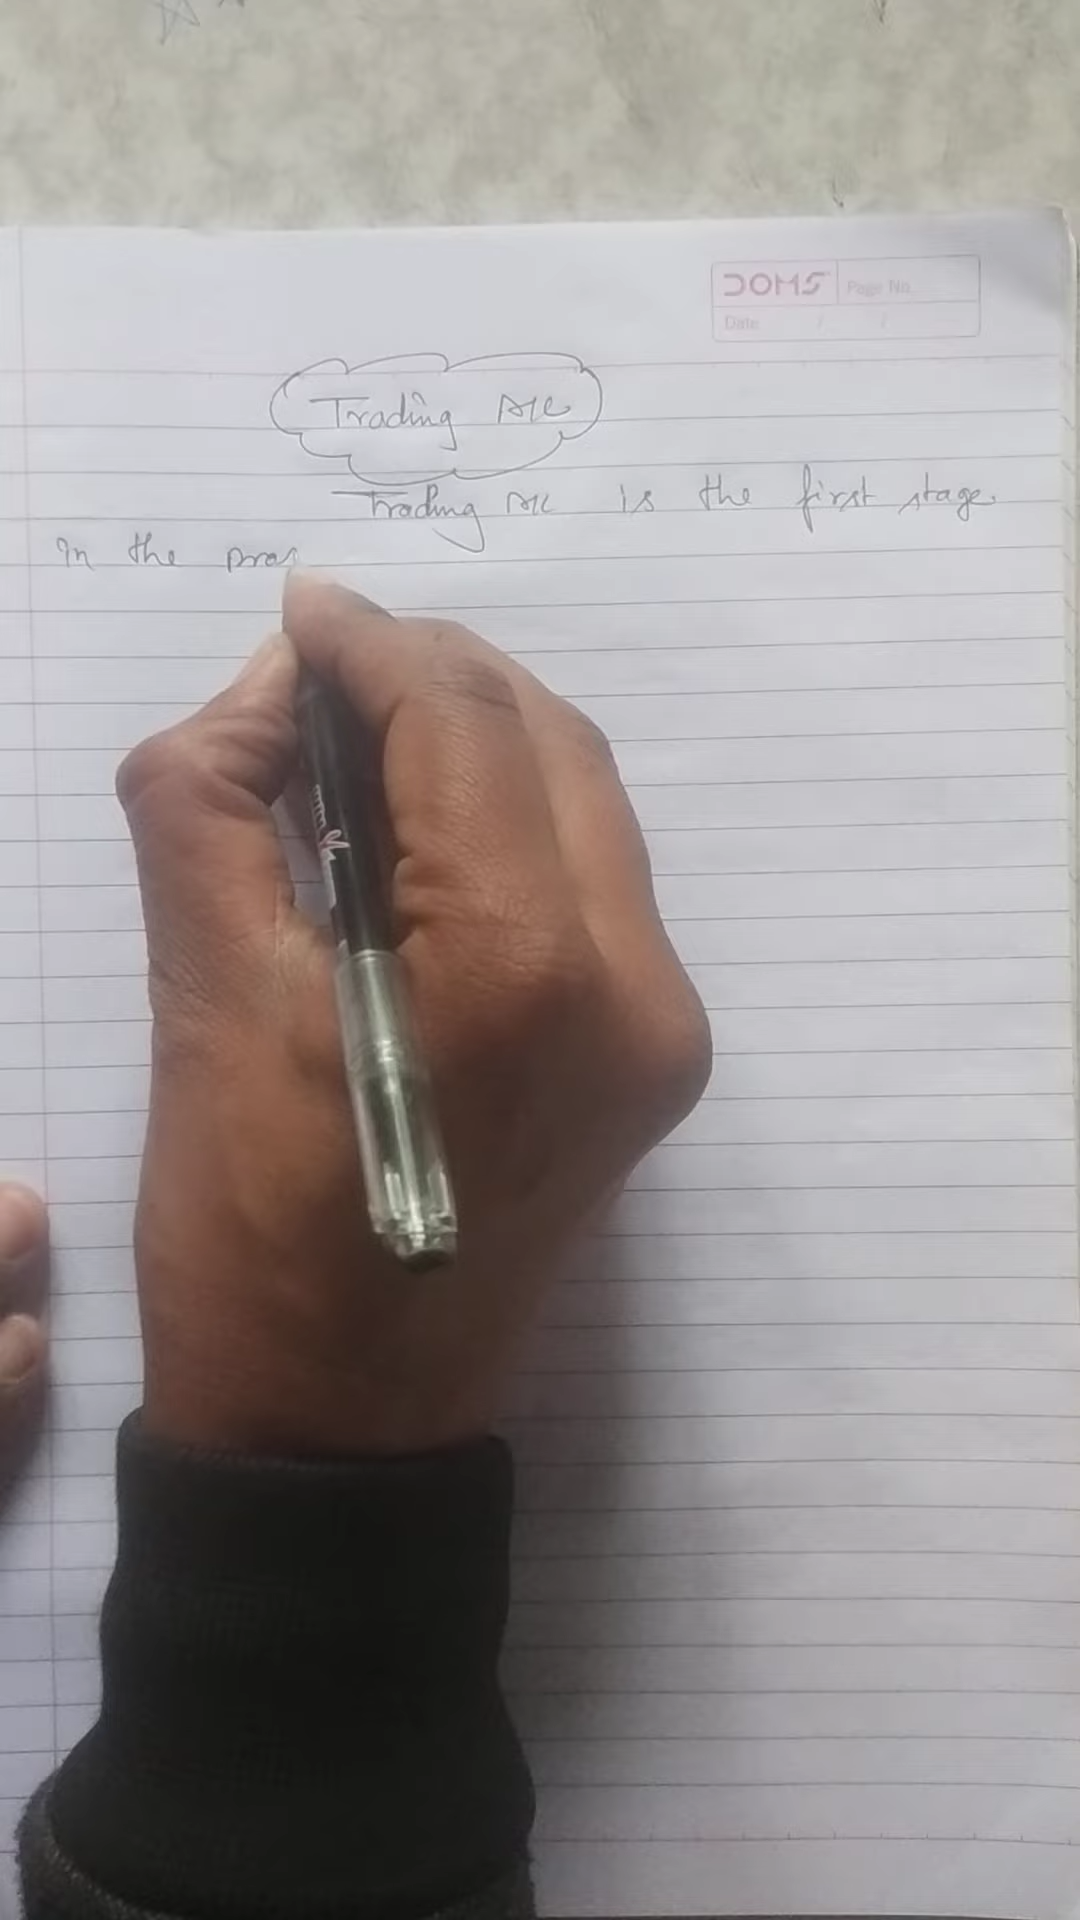 DOMS Page No.
Date / /
Trading A/c
Trading A/c is the first stage
in the